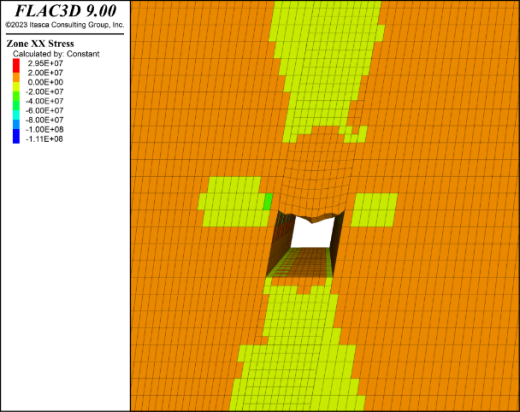 FLAC3D 9.00
©2023 Itasca Consulting Group, Inc.
Zone XX Stress
Calculated by: Constant
2.95E+07
2.00E+07
0.00E+00
-2.00E+07
-4.00E+07
-6.00E+07
-8.00E+07
-1.00E+08
-1.11E+08